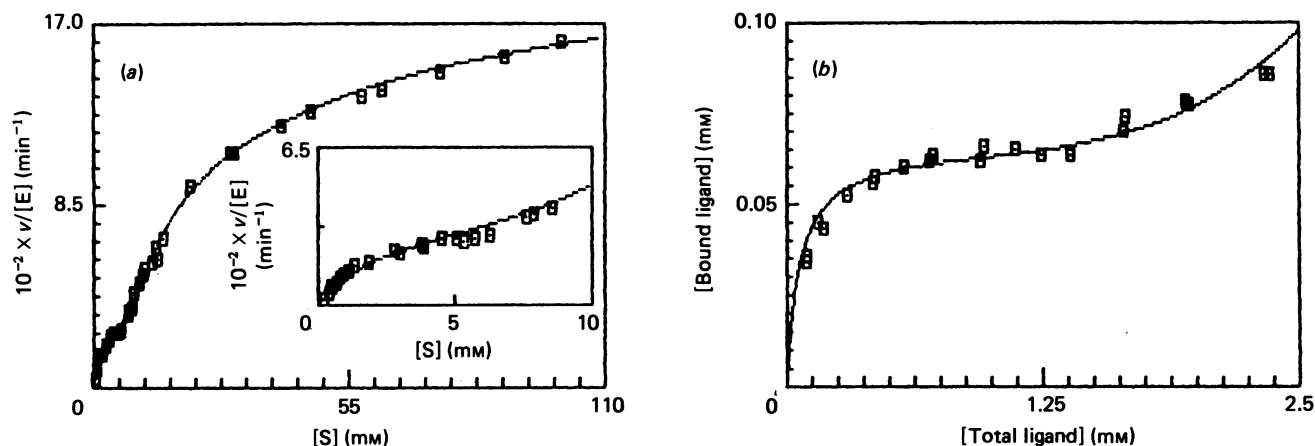 17.0
(a)
10⁻² × v/[E] (min⁻¹)
8.5
0
55
110
[S] (mM)
6.5
10⁻² × v/[E]
(min⁻¹)
0
5
10
[S] (mM)
0.10
(b)
[Bound ligand] (mM)
0.05
0
0
1.25
2.5
[Total ligand] (mM)